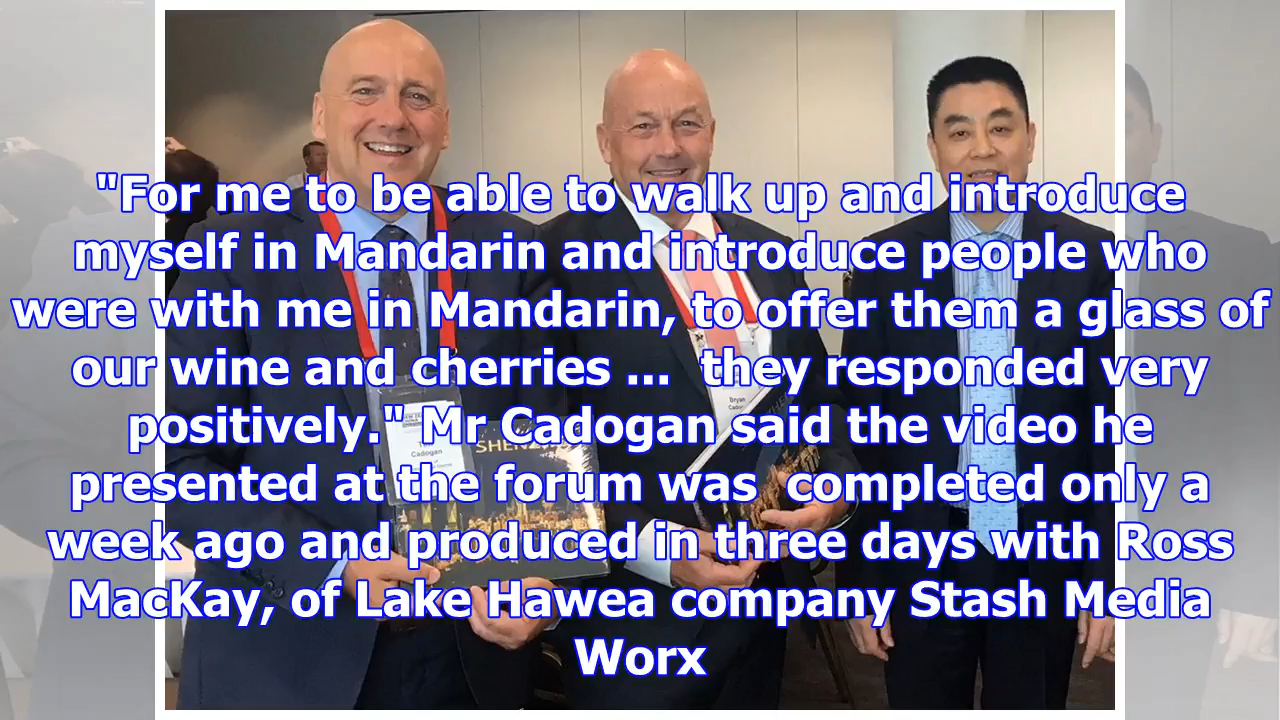 "For me to be able to walk up and introduce
myself in Mandarin and introduce people who
were with me in Mandarin, to offer them a glass of
our wine and cherries ...  they responded very
positively."  Mr Cadogan said the video he
presented at the forum was  completed only a
week ago and produced in three days with Ross
MacKay, of Lake Hawea company Stash Media
Worx
Cadogan
Bryan